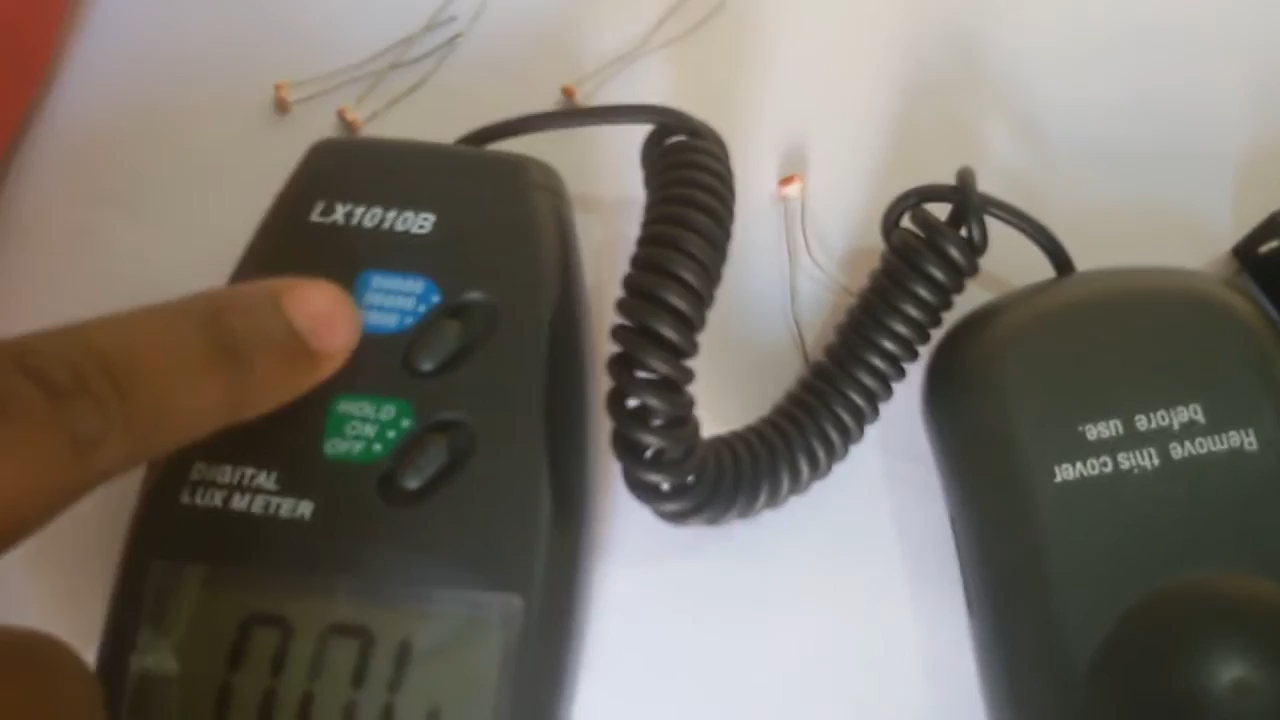 LX1010B
HOLD
ON
OFF
DIGITAL
LUX METER
Remove this cover
before use.